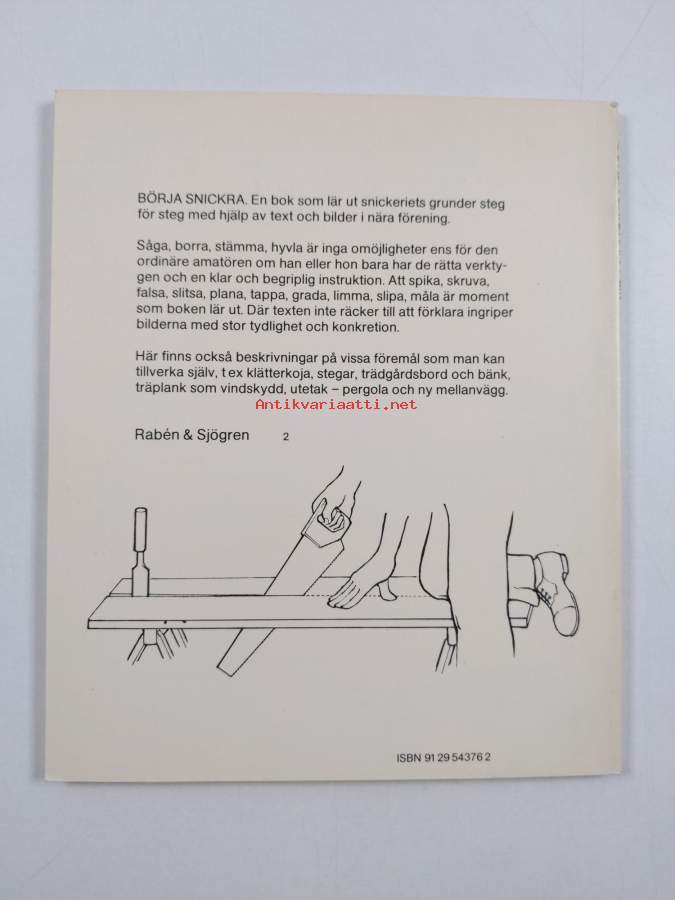 BÖRJA SNICKRA. En bok som lär ut snickeriets grunder steg
för steg med hjälp av text och bilder i nära förening.
Såga, borra, stämma, hyvla är inga omöjligheter ens för den
ordinäre amatören om han eller hon bara har de rätta verkty-
gen och en klar och begriplig instruktion. Att spika, skruva,
falsa, slitsa, plana, tappa, grada, limma, slipa, måla är moment
som boken lär ut. Där texten inte räcker till att förklara ingriper
bilderna med stor tydlighet och konkretion.
Här finns också beskrivningar på vissa föremål som man kan
tillverka själv, t ex klätterkoja, stegar, trädgårdsbord och bänk,
träplank som vindskydd, utetak – pergola och ny mellanvägg.
Antikvariaatti.net
Rabén & Sjögren 2
ISBN 91 29 54376 2